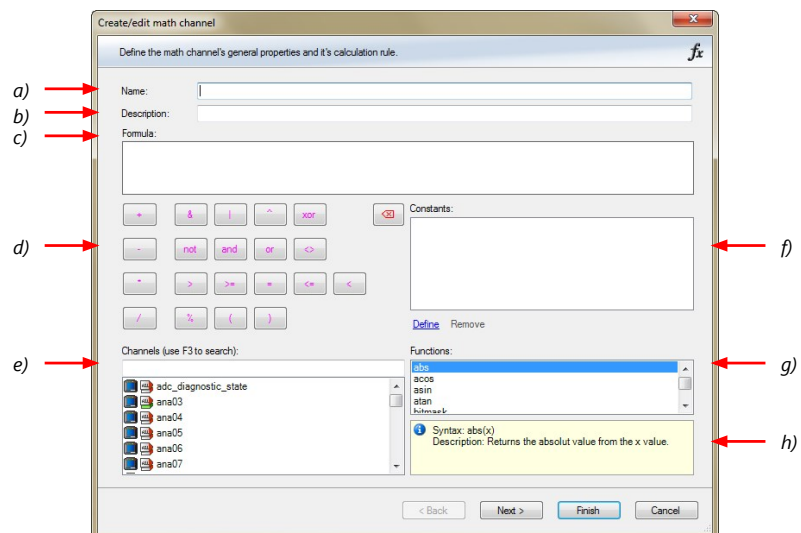 Create/edit math channel
Define the math channel's general properties and it's calculation rule.
fx
a)
Name:
b)
Description:
c)
Formula:
+ & | ^ xor
Constants:
d)
- not and or <>
f)
* > >= = <= <
/ % ( )
Define Remove
Channels (use F3 to search):
Functions:
e)
g)
adc_diagnostic_state
ana03
ana04
ana05
ana06
ana07
abs
acos
asin
atan
bitmask
Syntax: abs(x)
Description: Returns the absolut value from the x value.
h)
< Back Next > Finish Cancel